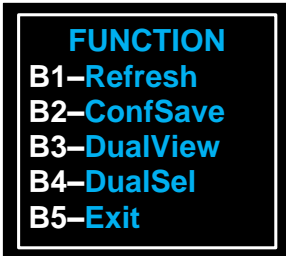 FUNCTION
B1–Refresh
B2–ConfSave
B3–DualView
B4–DualSel
B5–Exit